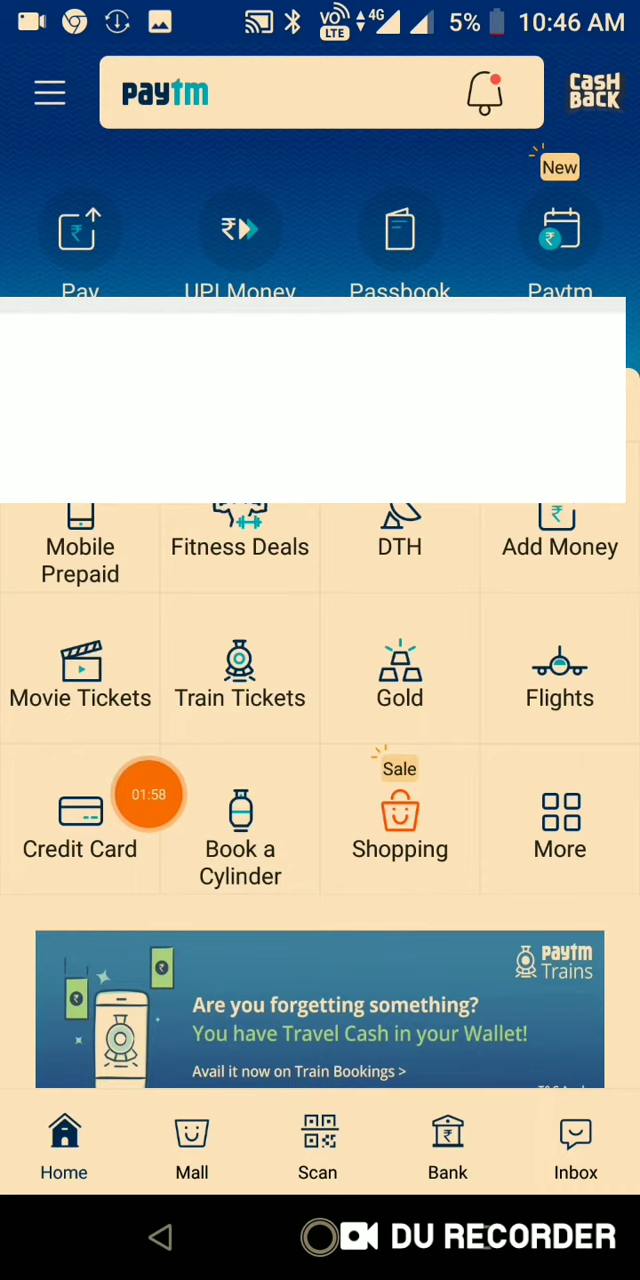 VO LTE 4G 5% 10:46 AM
paytm CASH BACK
New
Pay UPI Money Passbook Paytm
Mobile Prepaid Fitness Deals DTH Add Money
Movie Tickets Train Tickets Gold Flights
Sale
01:58
Credit Card Book a Cylinder Shopping More
paytm
Trains
Are you forgetting something?
You have Travel Cash in your Wallet!
Avail it now on Train Bookings >
Home Mall Scan Bank Inbox
DU RECORDER